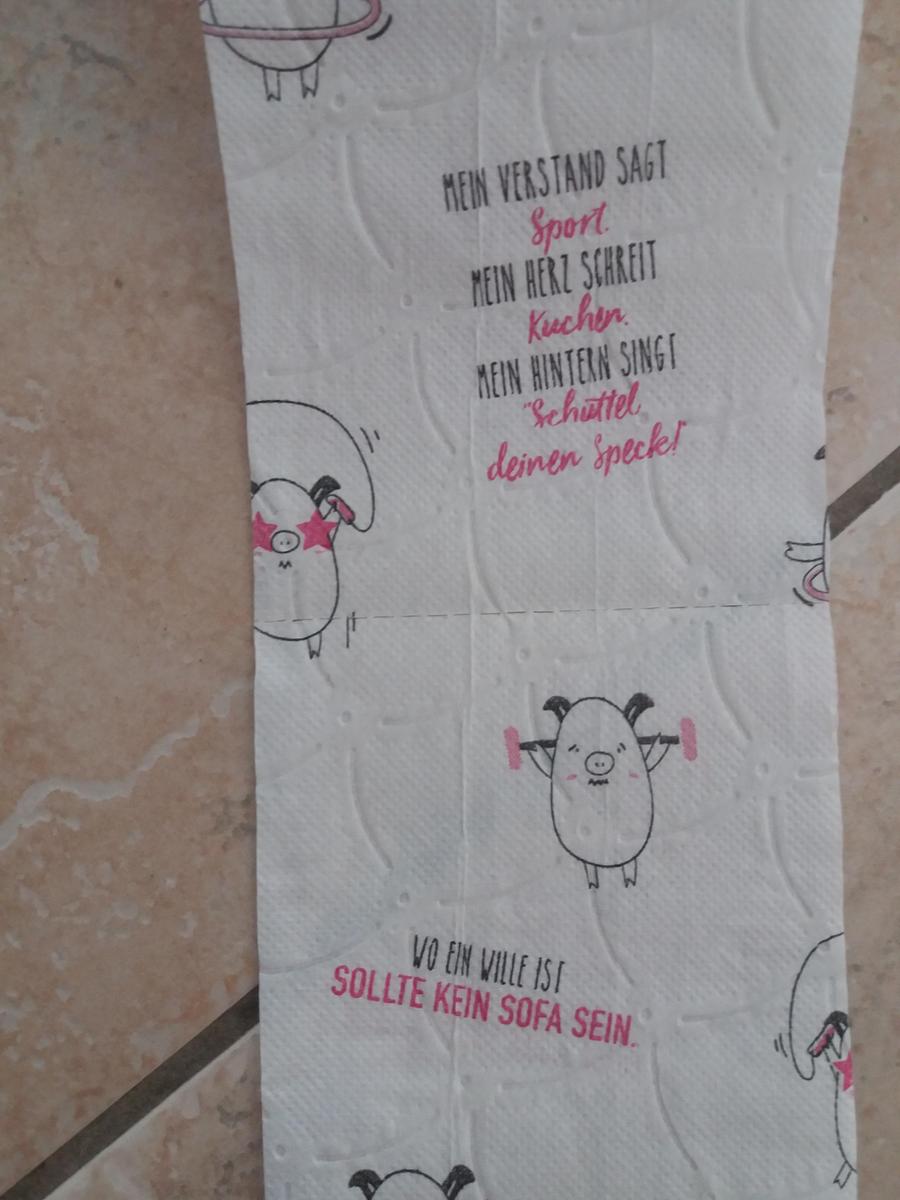 MEIN VERSTAND SAGT
Sport.
MEIN HERZ SCHREIT
Kuchen.
MEIN HINTERN SINGT
"Schüttel
deinen Speck!"
WO EIN WILLE IST
SOLLTE KEIN SOFA SEIN.